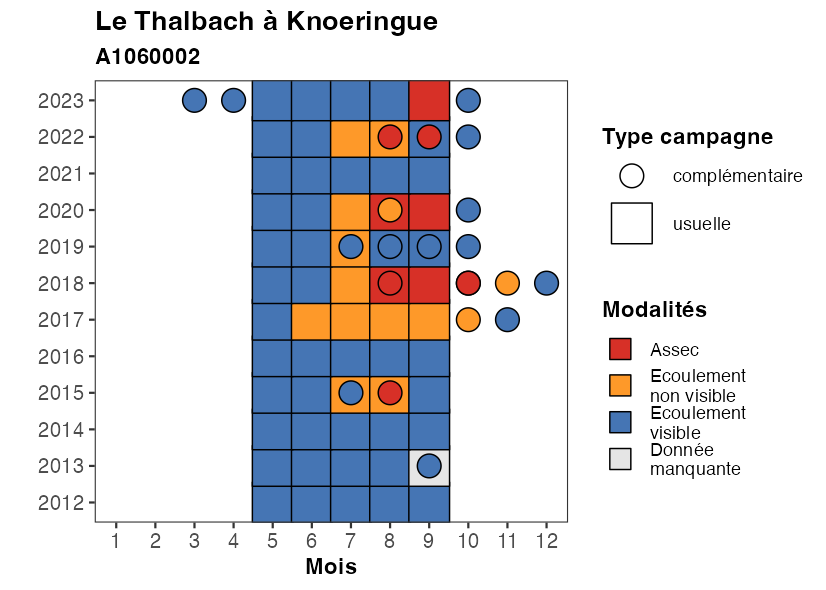 Le Thalbach à Knoeringue
A1060002
2023
2022
2021
2020
2019
2018
2017
2016
2015
2014
2013
2012
1 2 3 4 5 6 7 8 9 10 11 12
Mois
Type campagne
complémentaire
usuelle
Modalités
Assec
Ecoulement
non visible
Ecoulement
visible
Donnée
manquante